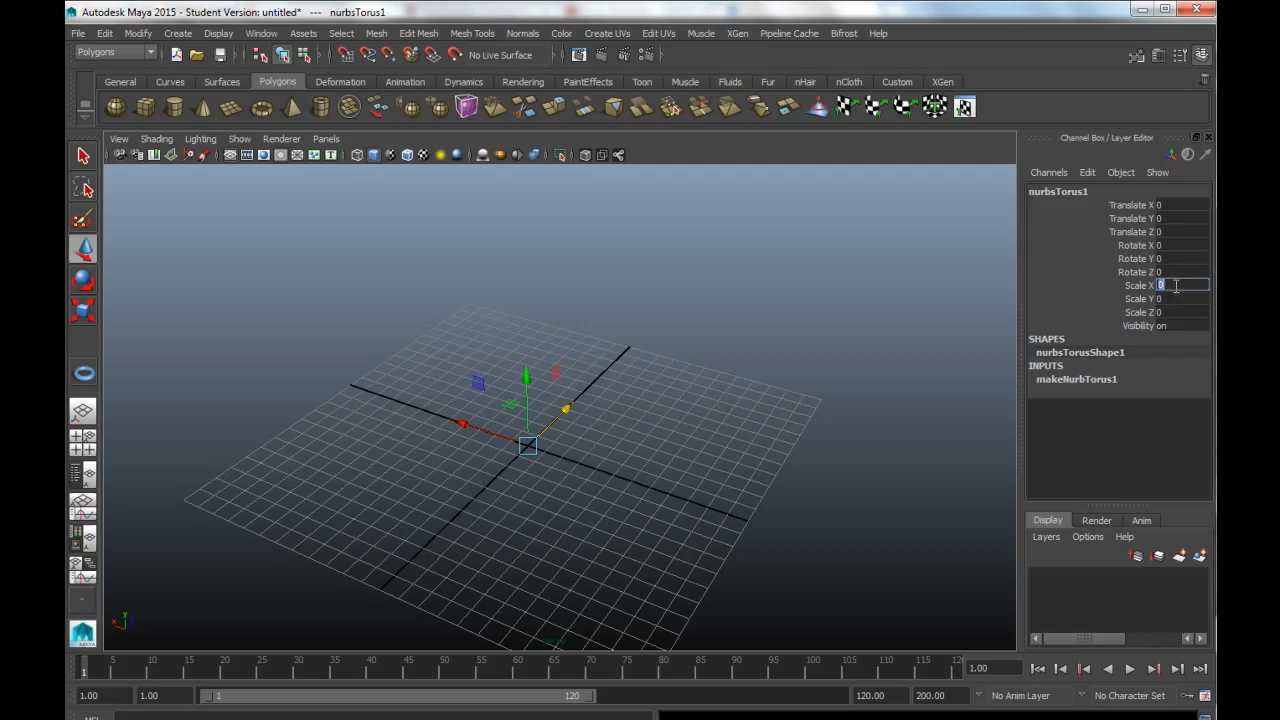 Autodesk Maya 2015 - Student Version: untitled* --- nurbsTorus1
File Edit Modify Create Display Window Assets Select Mesh Edit Mesh Mesh Tools Normals Color Create UVs Edit UVs Muscle XGen Pipeline Cache Bifrost Help
Polygons
No Live Surface
General Curves Surfaces Polygons Deformation Animation Dynamics Rendering PaintEffects Toon Muscle Fluids Fur nHair nCloth Custom XGen
View Shading Lighting Show Renderer Panels
Channel Box / Layer Editor
Channels Edit Object Show
nurbsTorus1
Translate X 0
Translate Y 0
Translate Z 0
Rotate X 0
Rotate Y 0
Rotate Z 0
Scale X 0
Scale Y 0
Scale Z 0
Visibility on
SHAPES
nurbsTorusShape1
INPUTS
makeNurbTorus1
Display Render Anim
Layers Options Help
y
x
MAYA
1 5 10 15 20 25 30 35 40 45 50 55 60 65 70 75 80 85 90 95 100 105 110 115 12
1.00
1.00 1.00 1 120 120.00 200.00 No Anim Layer No Character Set